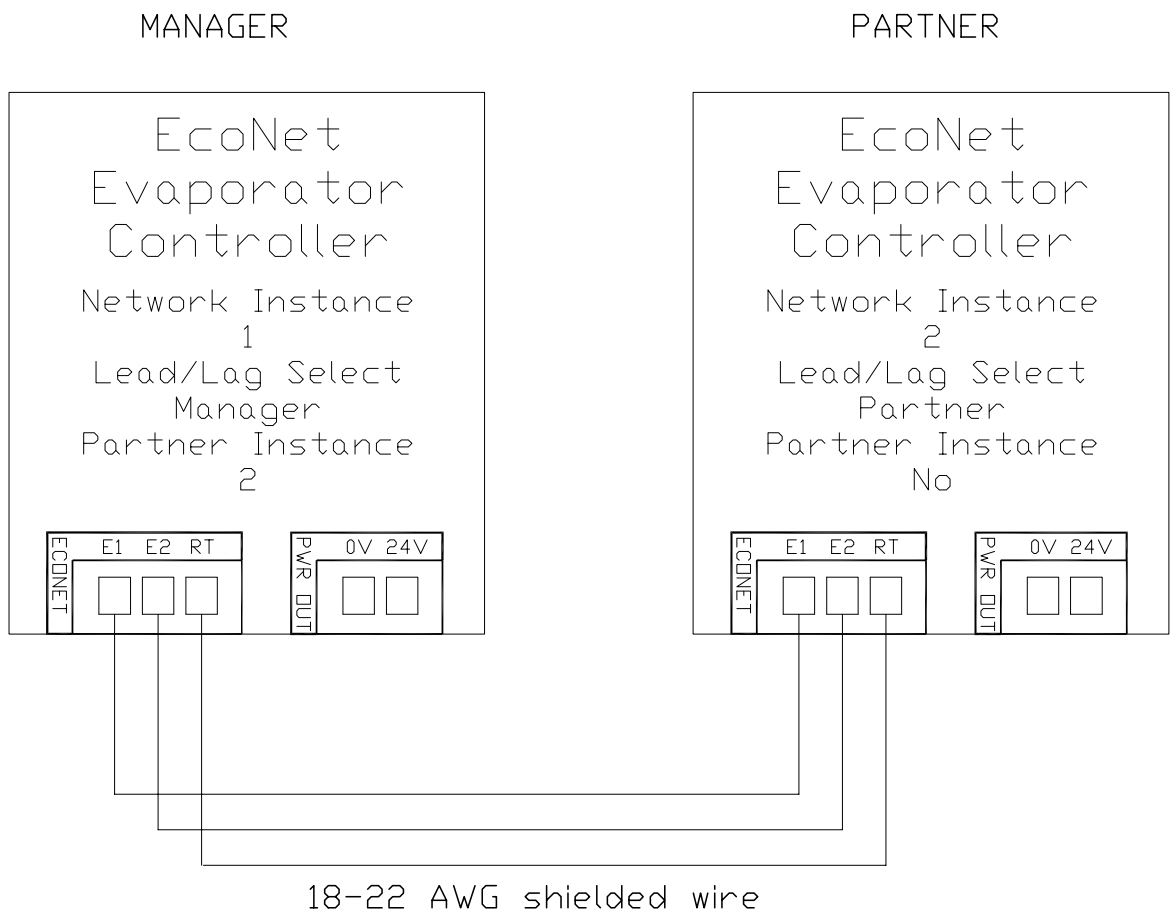 MANAGER
EcoNet
Evaporator
Controller
Network Instance
1
Lead/Lag Select
Manager
Partner Instance
2
ECONET
E1 E2 RT
PWR OUT
0V 24V
PARTNER
EcoNet
Evaporator
Controller
Network Instance
2
Lead/Lag Select
Partner
Partner Instance
No
ECONET
E1 E2 RT
PWR OUT
0V 24V
18-22 AWG shielded wire